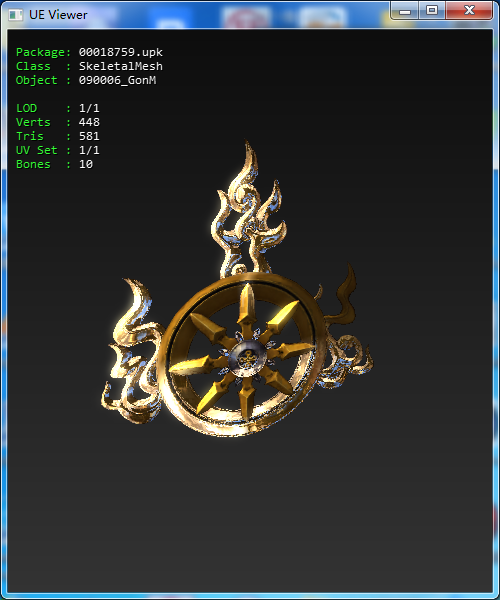 UE Viewer
Package: 00018759.upk
Class  : SkeletalMesh
Object : 090006_GonM
LOD    : 1/1
Verts  : 448
Tris   : 581
UV Set : 1/1
Bones  : 10